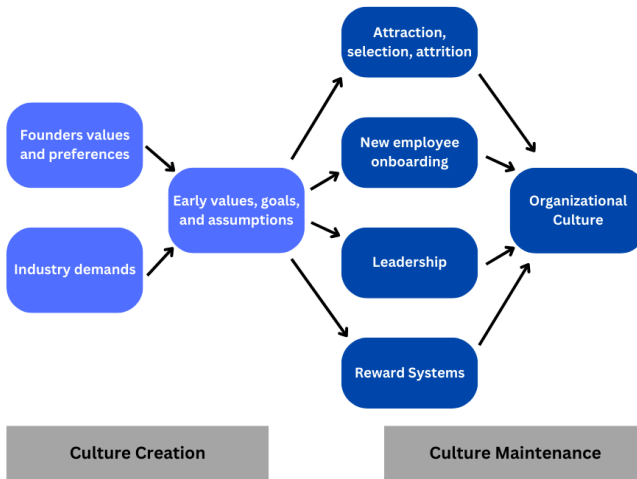 Attraction,
selection, attrition
Founders values
and preferences
New employee
onboarding
Early values, goals,
and assumptions
Organizational
Culture
Industry demands
Leadership
Reward Systems
Culture Creation
Culture Maintenance